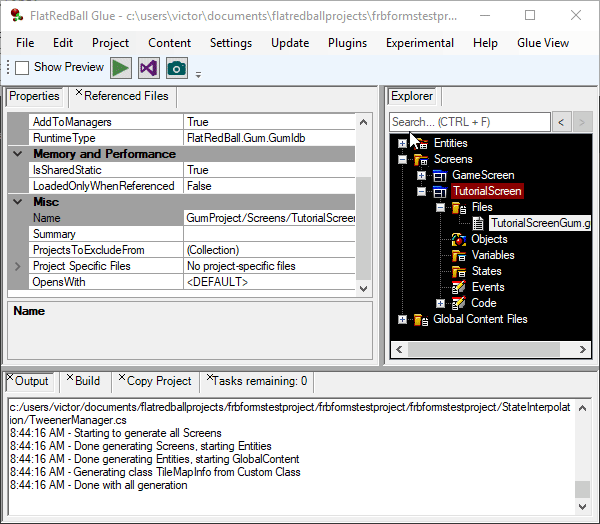 FlatRedBall Glue - c:\users\victor\documents\flatredballprojects\frbformstestpro...
File Edit Project Content Settings Update Plugins Experimental Help Glue View
Show Preview
Properties Referenced Files
AddToManagers True
RuntimeType FlatRedBall.Gum.GumIdb
Memory and Performance
IsSharedStatic True
LoadedOnlyWhenReferenced False
Misc
Name GumProject/Screens/TutorialScreen
Summary
ProjectsToExcludeFrom (Collection)
Project Specific Files No project-specific files
OpensWith <DEFAULT>
Name
Explorer
Search... (CTRL + F) < >
Entities
Screens
GameScreen
TutorialScreen
Files
TutorialScreenGum.g
Objects
Variables
States
Events
Code
Global Content Files
Output Build Copy Project Tasks remaining: 0
c:/users/victor/documents/flatredballprojects/frbformstestproject/frbformstestproject/frbformstestproject/StateInterpolat
ion/TweenerManager.cs
8:44:16 AM - Starting to generate all Screens
8:44:16 AM - Done generating Screens, starting Entities
8:44:16 AM - Done generating Entities, starting GlobalContent
8:44:16 AM - Generating class TileMapInfo from Custom Class
8:44:16 AM - Done with all generation